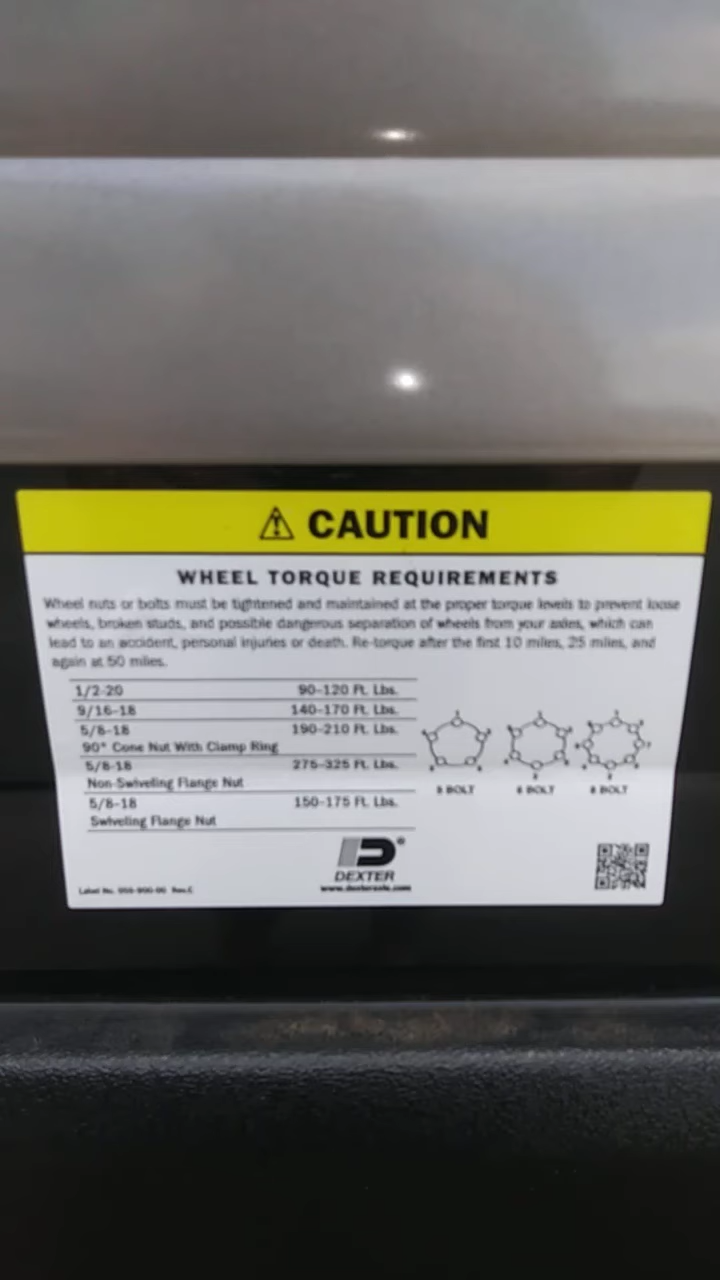 CAUTION
WHEEL TORQUE REQUIREMENTS
Wheel nuts or bolts must be tightened and maintained at the proper torque levels to prevent loose
wheels, broken studs, and possible dangerous separation of wheels from your axles, which can
lead to an accident, personal injuries or death. Re-torque after the first 10 miles, 25 miles, and
again at 50 miles.
1/2-20 90-120 Ft. Lbs.
9/16-18 140-170 Ft. Lbs.
5/8-18 190-210 Ft. Lbs.
90° Cone Nut With Clamp Ring
5/8-18 275-325 Ft. Lbs.
Non-Swiveling Flange Nut
5/8-18 150-175 Ft. Lbs.
Swiveling Flange Nut
5 BOLT 6 BOLT 8 BOLT
DEXTER
www.dexteraxle.com
Label No.